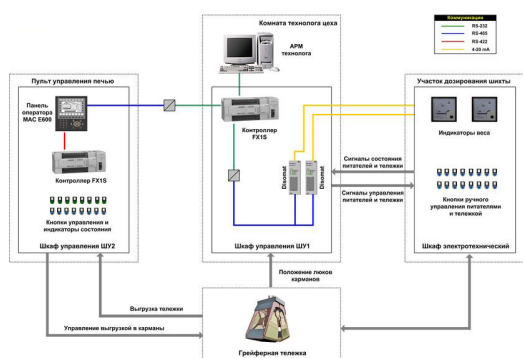 Коммуникации
RS-232
RS-485
RS-422
4-20 mA
Комната технолога цеха
АРМ
технолога
Контроллер FX1S
Disomat
Disomat
Шкаф управления ШУ1
Пульт управления печью
Панель
оператора
MAC E600
Контроллер FX1S
Кнопки управления и
индикаторы состояния
Шкаф управления ШУ2
Участок дозирования шихты
Индикаторы веса
Кнопки ручного
управления питателями
и тележкой
Шкаф электротехнический
Сигналы состояния
питателей и тележки
Сигналы управления
питателей и тележки
Положение люков
карманов
Выгрузка тележки
Управление выгрузкой в карманы
Грейферная тележка